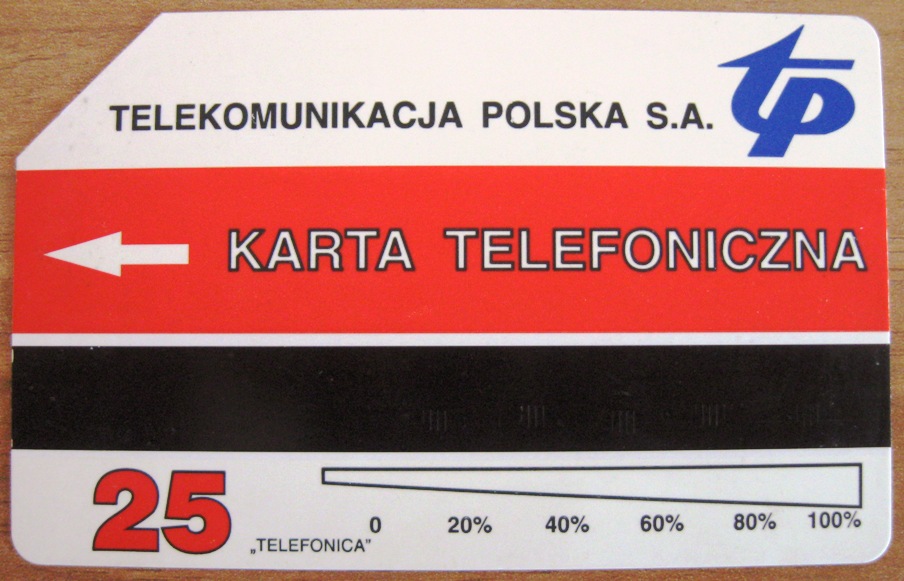 TELEKOMUNIKACJA POLSKA S.A. tp
KARTA TELEFONICZNA
25
„TELEFONICA”
0 20% 40% 60% 80% 100%